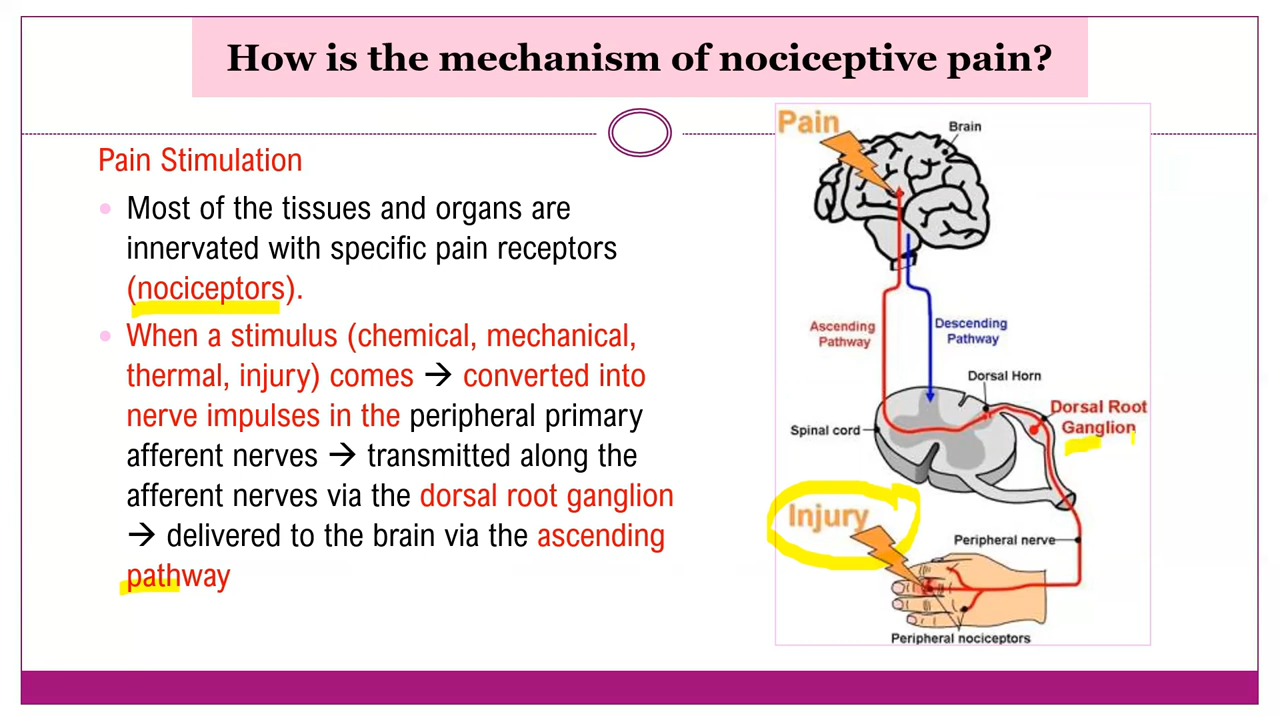 How is the mechanism of nociceptive pain?
Pain Stimulation
Most of the tissues and organs are
innervated with specific pain receptors
(nociceptors).
When a stimulus (chemical, mechanical,
thermal, injury) comes → converted into
nerve impulses in the peripheral primary
afferent nerves → transmitted along the
afferent nerves via the dorsal root ganglion
→ delivered to the brain via the ascending
pathway
Pain
Brain
Ascending
Pathway
Descending
Pathway
Dorsal Horn
Dorsal Root
Ganglion
Spinal cord
Injury
Peripheral nerve
Peripheral nociceptors